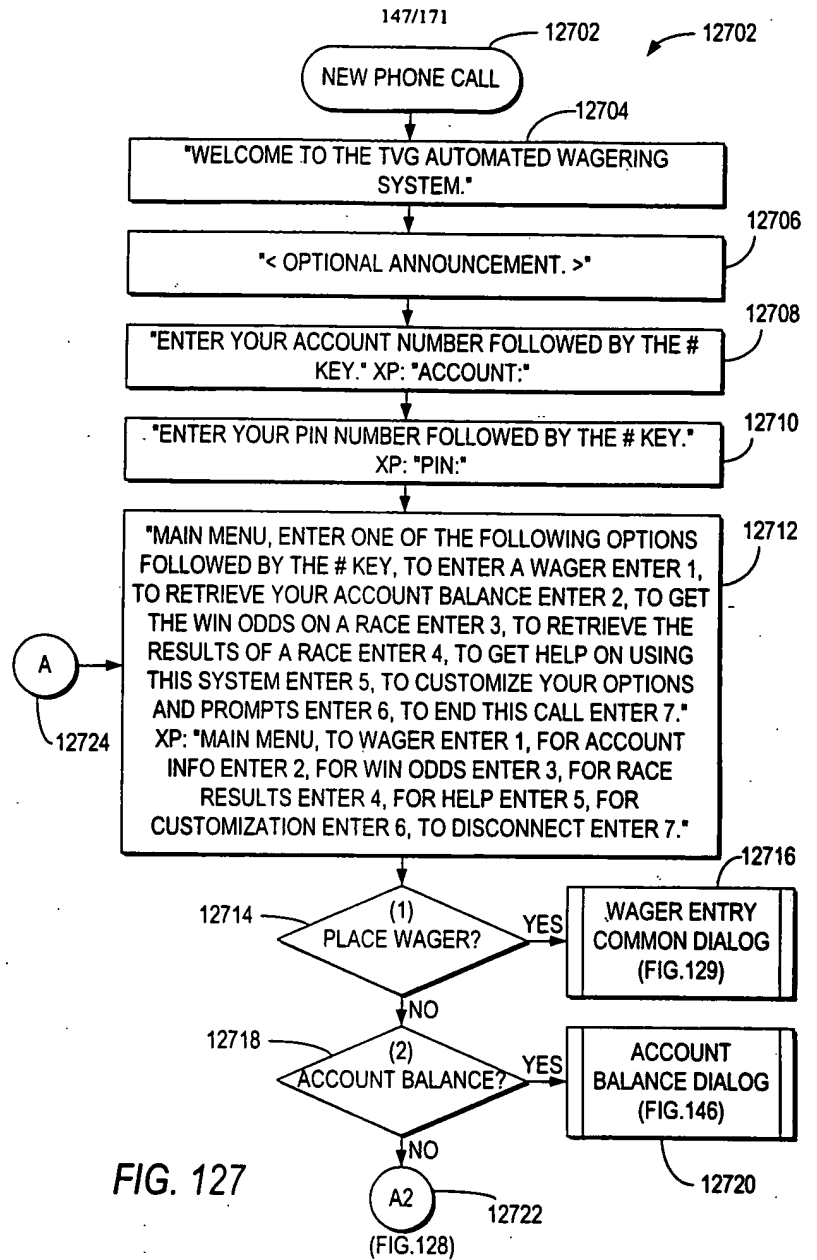 147/171
12702
12702
NEW PHONE CALL
12704
"WELCOME TO THE TVG AUTOMATED WAGERING
SYSTEM."
12706
"< OPTIONAL ANNOUNCEMENT. >"
12708
"ENTER YOUR ACCOUNT NUMBER FOLLOWED BY THE #
KEY." XP: "ACCOUNT:"
12710
"ENTER YOUR PIN NUMBER FOLLOWED BY THE # KEY."
XP: "PIN:"
12712
"MAIN MENU, ENTER ONE OF THE FOLLOWING OPTIONS
FOLLOWED BY THE # KEY, TO ENTER A WAGER ENTER 1,
TO RETRIEVE YOUR ACCOUNT BALANCE ENTER 2, TO GET
THE WIN ODDS ON A RACE ENTER 3, TO RETRIEVE THE
RESULTS OF A RACE ENTER 4, TO GET HELP ON USING
THIS SYSTEM ENTER 5, TO CUSTOMIZE YOUR OPTIONS
AND PROMPTS ENTER 6, TO END THIS CALL ENTER 7."
XP: "MAIN MENU, TO WAGER ENTER 1, FOR ACCOUNT
INFO ENTER 2, FOR WIN ODDS ENTER 3, FOR RACE
RESULTS ENTER 4, FOR HELP ENTER 5, FOR
CUSTOMIZATION ENTER 6, TO DISCONNECT ENTER 7."
A
12724
12714
(1)
PLACE WAGER?
YES
12716
WAGER ENTRY
COMMON DIALOG
(FIG.129)
NO
12718
(2)
ACCOUNT BALANCE?
YES
ACCOUNT
BALANCE DIALOG
(FIG.146)
12720
NO
A2
12722
(FIG.128)
FIG. 127